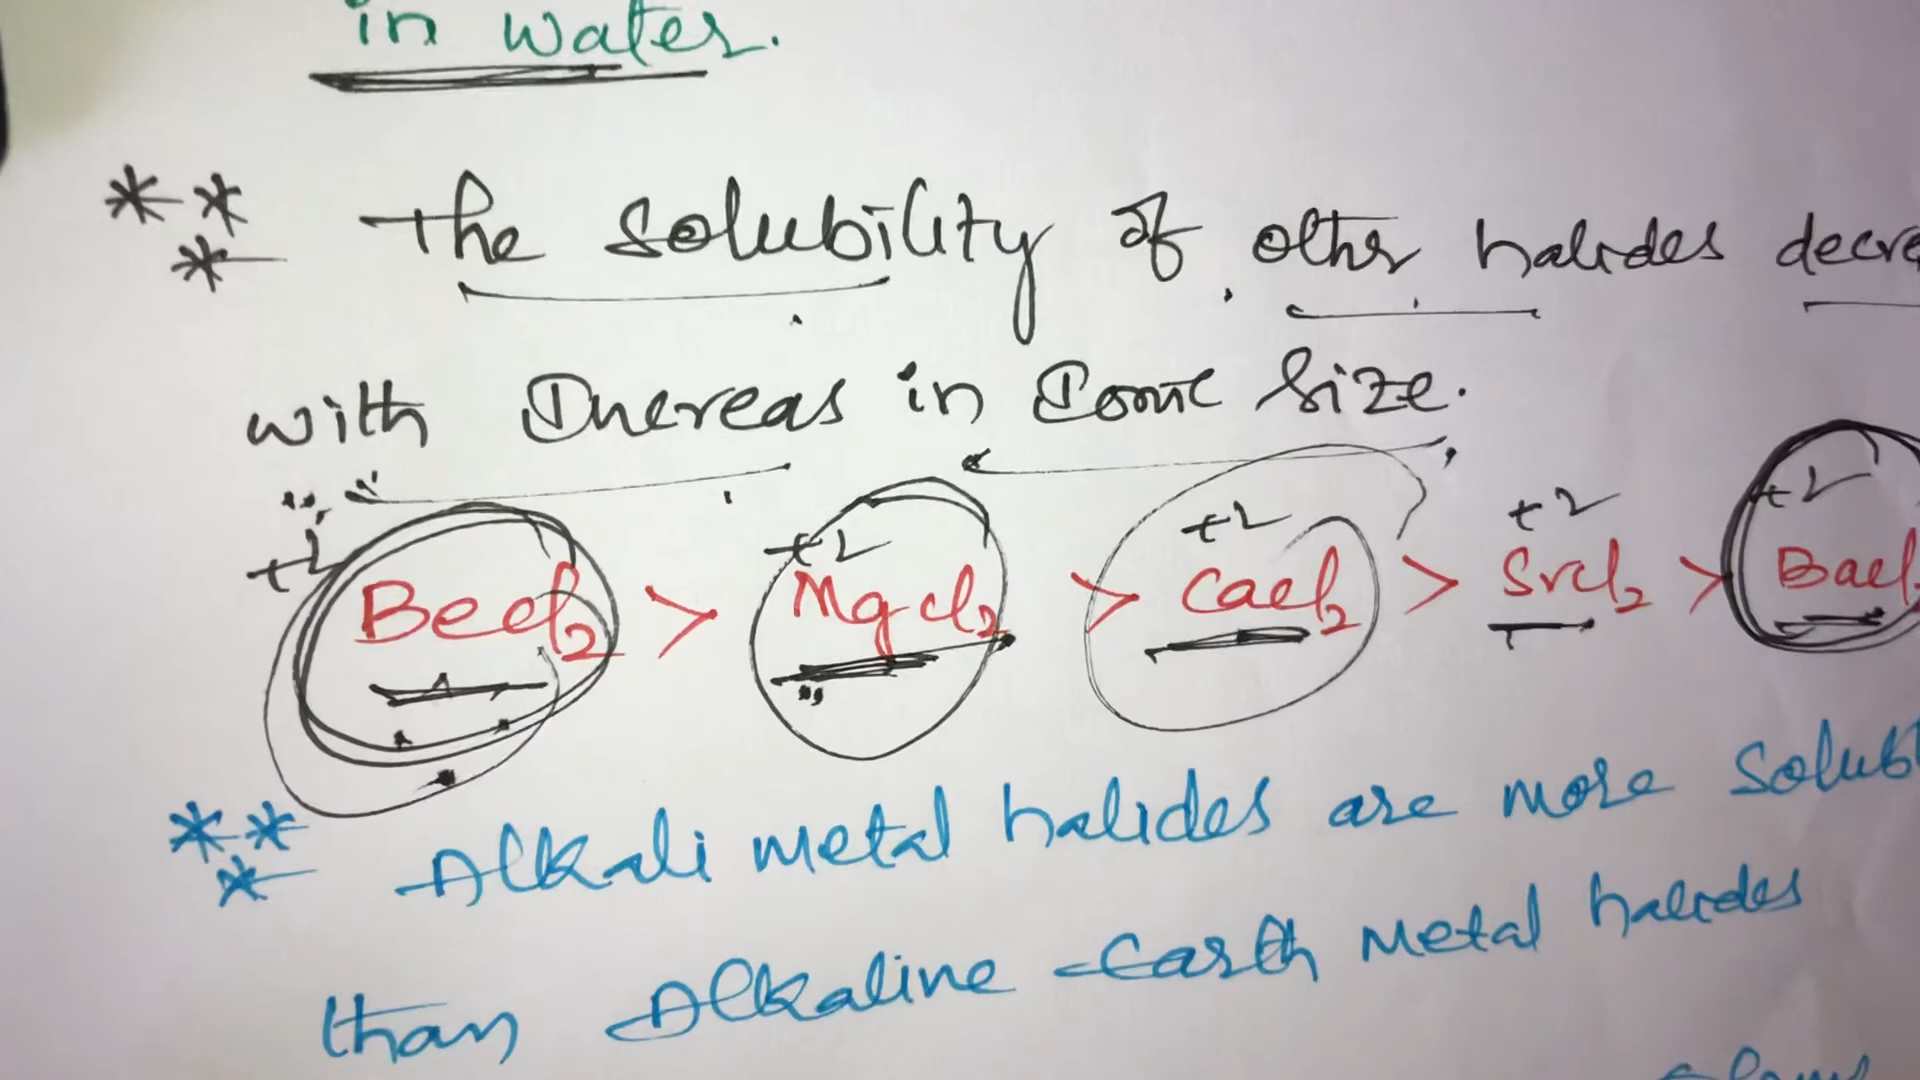 in water.
The solubility of other halides decre
with Increas in Ionic Size.
+2 +2 +2 +2 +2
BeCl2 > MgCl2 > CaCl2 > SrCl2 > BaCl
Alkali metal halides are more solub
than Alkaline Earth Metal halides